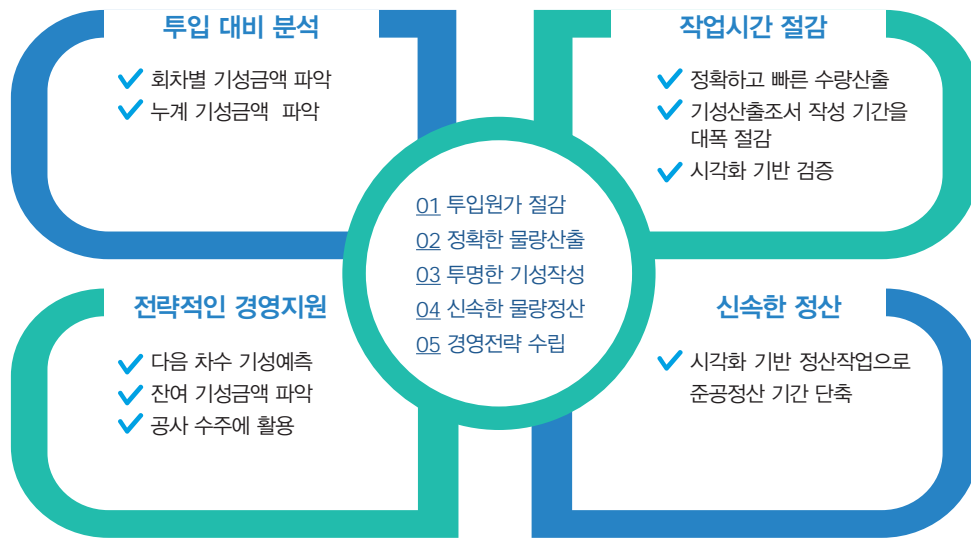 투입 대비 분석
회차별 기성금액 파악
누계 기성금액 파악
작업시간 절감
정확하고 빠른 수량산출
기성산출조서 작성 기간을
대폭 절감
시각화 기반 검증
01 투입원가 절감
02 정확한 물량산출
03 투명한 기성작성
04 신속한 물량정산
05 경영전략 수립
전략적인 경영지원
다음 차수 기성예측
잔여 기성금액 파악
공사 수주에 활용
신속한 정산
시각화 기반 정산작업으로
준공정산 기간 단축